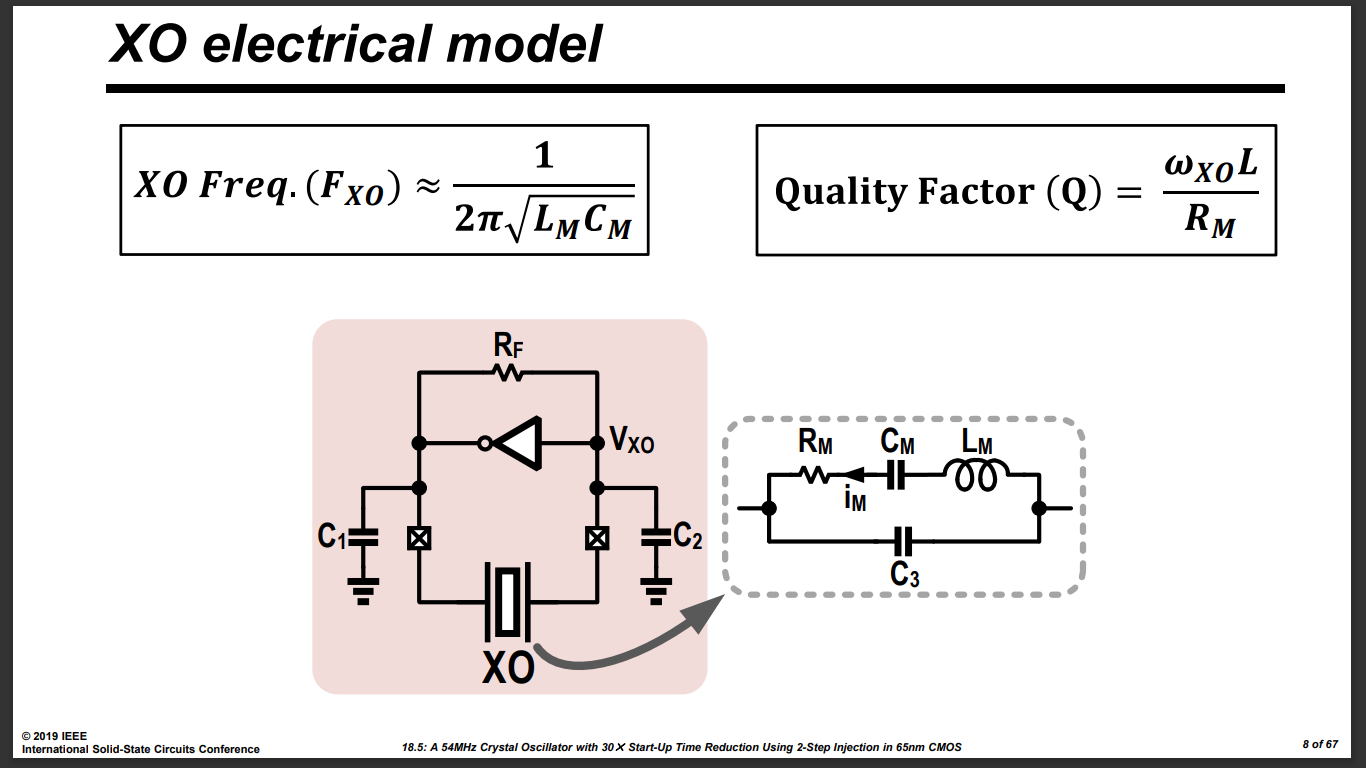 XO electrical model
XO Freq. (F_XO) ≈ 1 / 2π√(L_M C_M)
Quality Factor (Q) = ω_XO L / R_M
RF
VXO
C1
C2
XO
RM
CM
LM
iM
C3
© 2019 IEEE
International Solid-State Circuits Conference
18.5: A 54MHz Crystal Oscillator with 30X Start-Up Time Reduction Using 2-Step Injection in 65nm CMOS
8 of 67